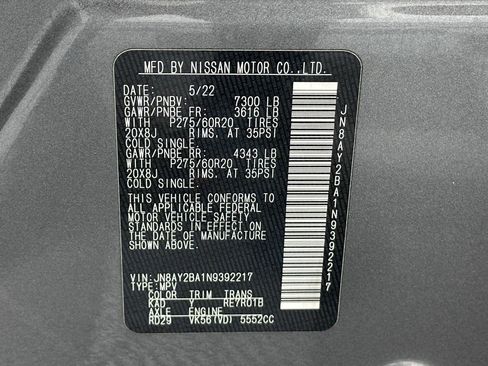 MFD BY NISSAN MOTOR CO.,LTD.
DATE: 5/22
GVWR/PNBV: 7300 LB
GAWR/PNBE FR: 3616 LB
WITH P275/60R20 TIRES
20X8J RIMS. AT 35PSI
COLD SINGLE.
GAWR/PNBE RR: 4343 LB
WITH P275/60R20 TIRES
20X8J RIMS. AT 35PSI
COLD SINGLE.
THIS VEHICLE CONFORMS TO
ALL APPLICABLE FEDERAL
MOTOR VEHICLE SAFETY
STANDARDS IN EFFECT ON
THE DATE OF MANUFACTURE
SHOWN ABOVE.
VIN: JN8AY2BA1N9392217
TYPE: MPV
COLOR TRIM TRANS
KAD Y RE7R01B
AXLE ENGINE
RD29 VK56(VD) 5552CC
JN8AY2BA1N9392217